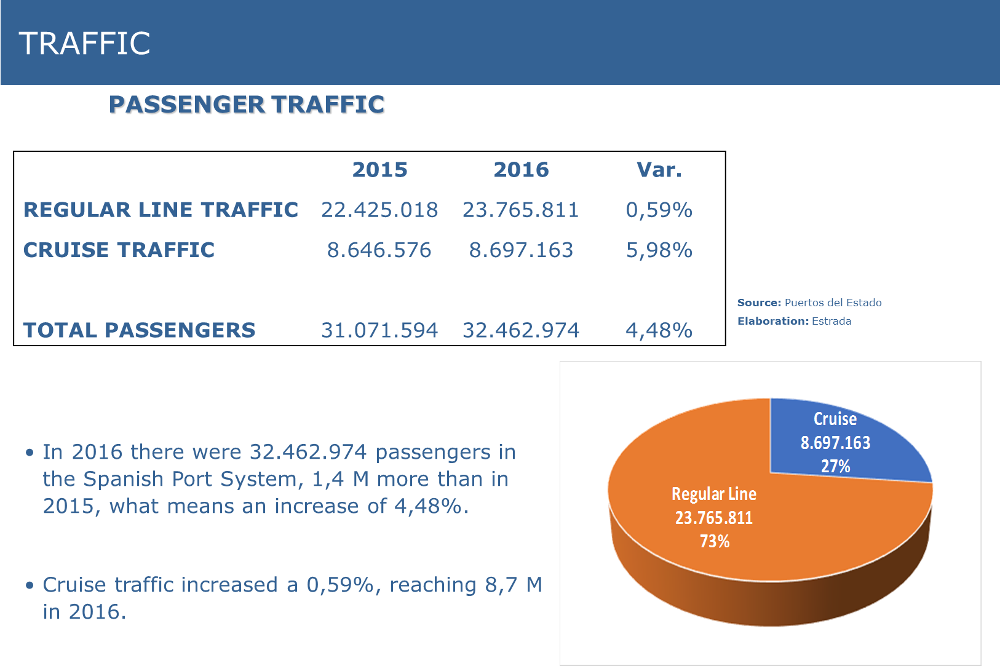 TRAFFIC
PASSENGER TRAFFIC
2015 2016 Var.
REGULAR LINE TRAFFIC 22.425.018 23.765.811 0,59%
CRUISE TRAFFIC 8.646.576 8.697.163 5,98%
TOTAL PASSENGERS 31.071.594 32.462.974 4,48%
Source: Puertos del Estado
Elaboration: Estrada
• In 2016 there were 32.462.974 passengers in
the Spanish Port System, 1,4 M more than in
2015, what means an increase of 4,48%.
• Cruise traffic increased a 0,59%, reaching 8,7 M
in 2016.
Cruise
8.697.163
27%
Regular Line
23.765.811
73%